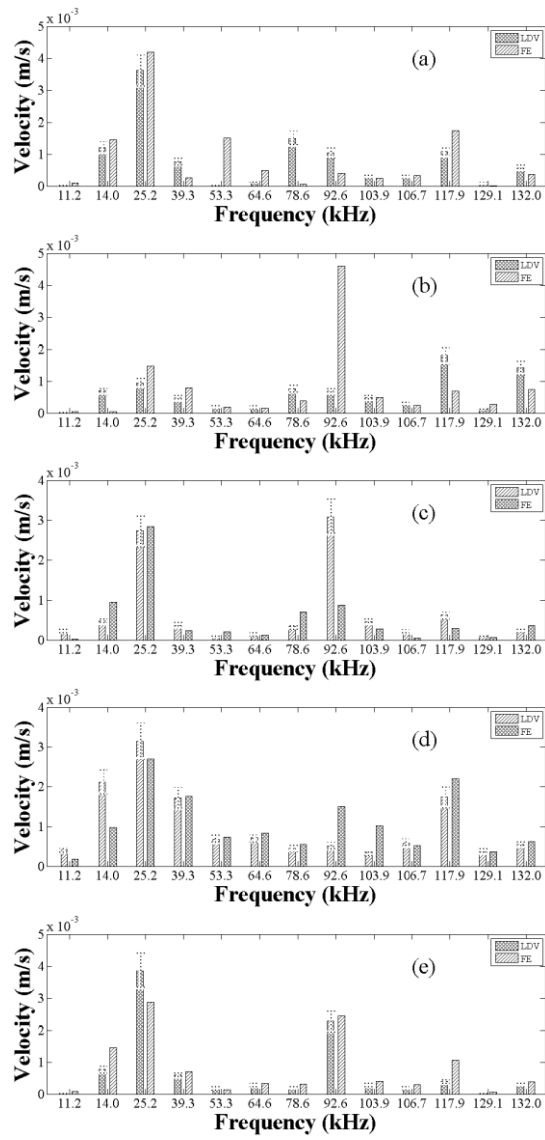 x 10⁻³
5
4
3
2
1
0
Velocity (m/s)
LDV
FE
(a)
11.2 14.0 25.2 39.3 53.3 64.6 78.6 92.6 103.9 106.7 117.9 129.1 132.0
Frequency (kHz)
x 10⁻³
5
4
3
2
1
0
Velocity (m/s)
LDV
FE
(b)
11.2 14.0 25.2 39.3 53.3 64.6 78.6 92.6 103.9 106.7 117.9 129.1 132.0
Frequency (kHz)
x 10⁻³
4
3
2
1
0
Velocity (m/s)
LDV
FE
(c)
11.2 14.0 25.2 39.3 53.3 64.6 78.6 92.6 103.9 106.7 117.9 129.1 132.0
Frequency (kHz)
x 10⁻³
4
3
2
1
0
Velocity (m/s)
LDV
FE
(d)
11.2 14.0 25.2 39.3 53.3 64.6 78.6 92.6 103.9 106.7 117.9 129.1 132.0
Frequency (kHz)
x 10⁻³
5
4
3
2
1
0
Velocity (m/s)
LDV
FE
(e)
11.2 14.0 25.2 39.3 53.3 64.6 78.6 92.6 103.9 106.7 117.9 129.1 132.0
Frequency (kHz)